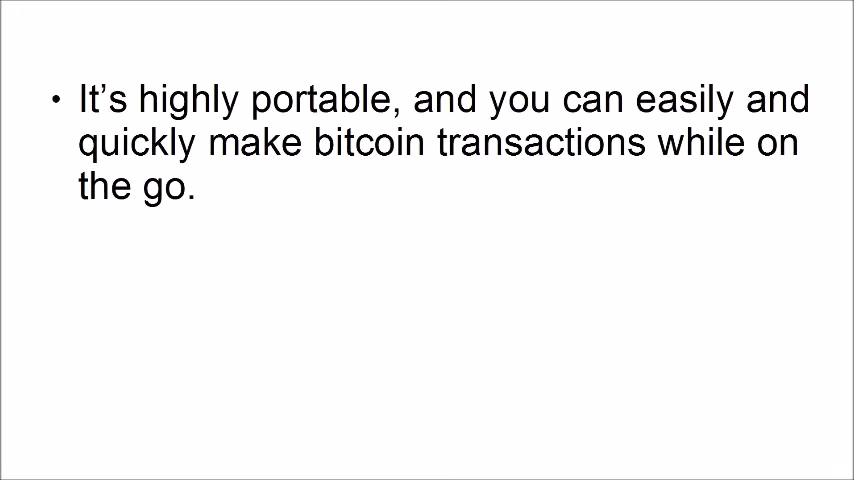 • It’s highly portable, and you can easily and
quickly make bitcoin transactions while on
the go.